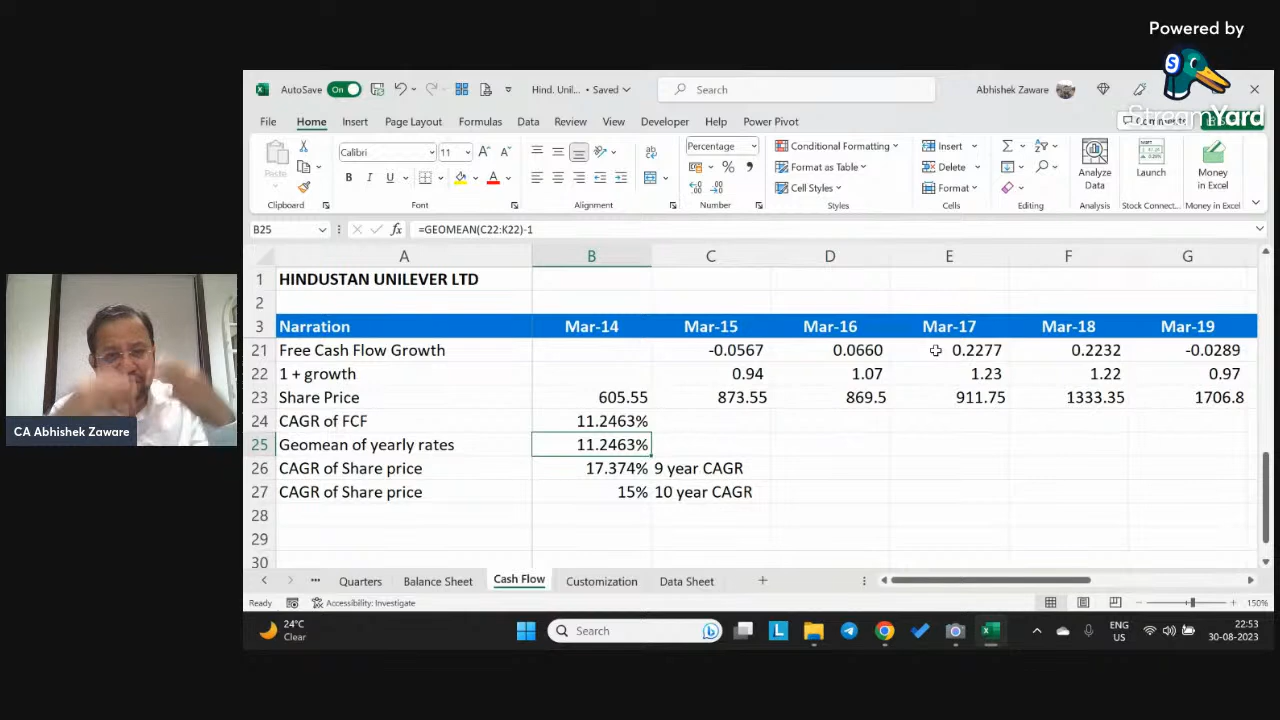 Powered by
StreamYard
AutoSave On Hind. Unil... • Saved Search Abhishek Zaware
File Home Insert Page Layout Formulas Data Review View Developer Help Power Pivot Comments
Paste Calibri 11 Percentage Conditional Formatting Format as Table Cell Styles Insert Delete Format Analyze Data Launch Money in Excel
Clipboard Font Alignment Number Styles Cells Editing Analysis Stock Connect... Money in Excel
B25 fx =GEOMEAN(C22:K22)-1
A B C D E F G
1 HINDUSTAN UNILEVER LTD
2
3 Narration Mar-14 Mar-15 Mar-16 Mar-17 Mar-18 Mar-19
21 Free Cash Flow Growth -0.0567 0.0660 0.2277 0.2232 -0.0289
22 1 + growth 0.94 1.07 1.23 1.22 0.97
23 Share Price 605.55 873.55 869.5 911.75 1333.35 1706.8
24 CAGR of FCF 11.2463%
25 Geomean of yearly rates 11.2463%
26 CAGR of Share price 17.374% 9 year CAGR
27 CAGR of Share price 15% 10 year CAGR
28
29
30
CA Abhishek Zaware
Quarters Balance Sheet Cash Flow Customization Data Sheet
Ready Accessibility: Investigate 150%
24°C
Clear
Search
ENG
US
22:53
30-08-2023